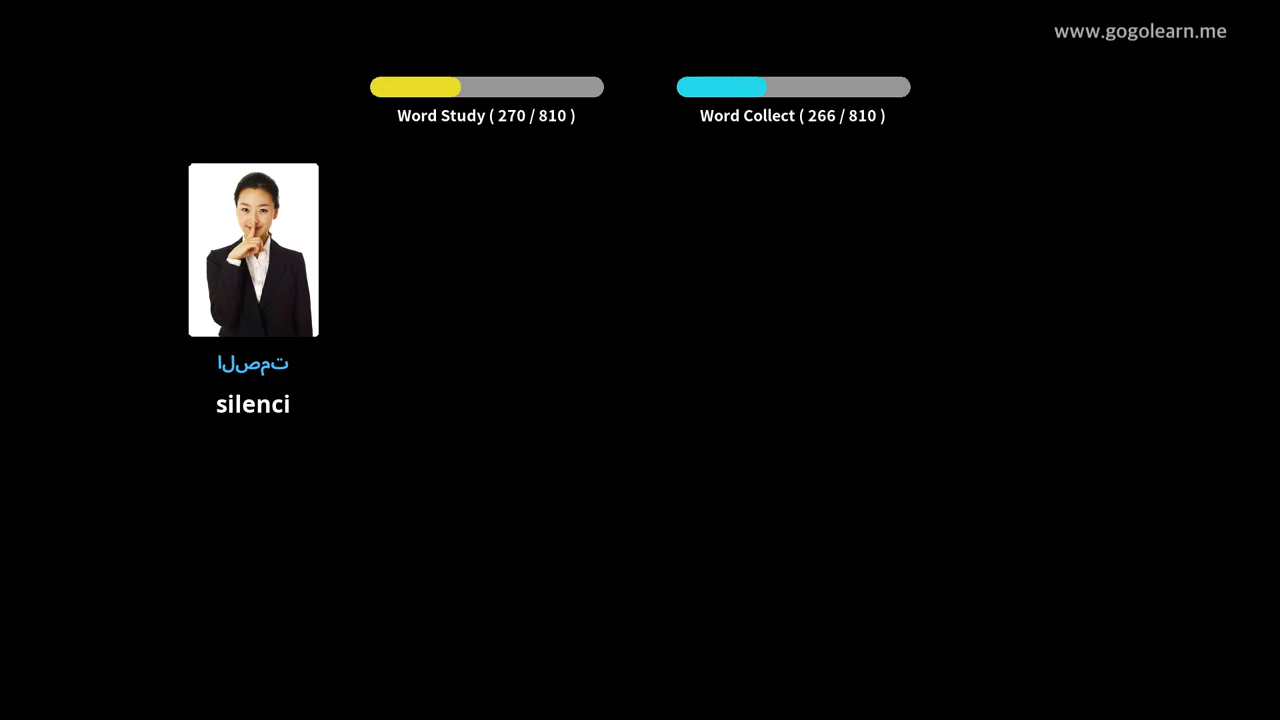 www.gogolearn.me
Word Study ( 270 / 810 )
Word Collect ( 266 / 810 )
الصمت
silenci